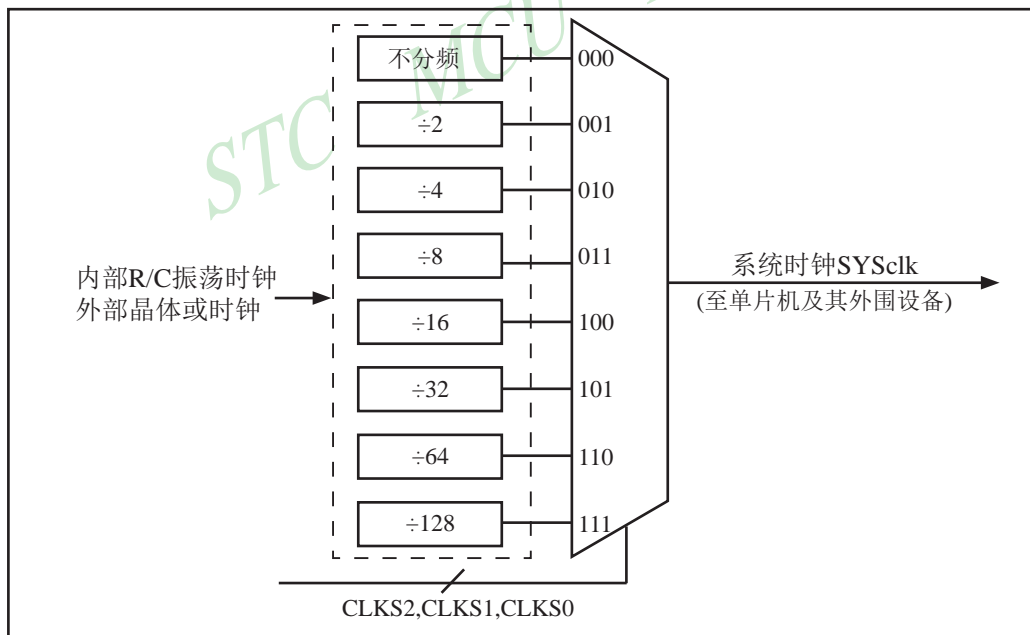 STC MCU
不分频
000
÷2
001
÷4
010
÷8
011
÷16
100
÷32
101
÷64
110
÷128
111
内部R/C振荡时钟
外部晶体或时钟
系统时钟SYSclk
(至单片机及其外围设备)
CLKS2,CLKS1,CLKS0